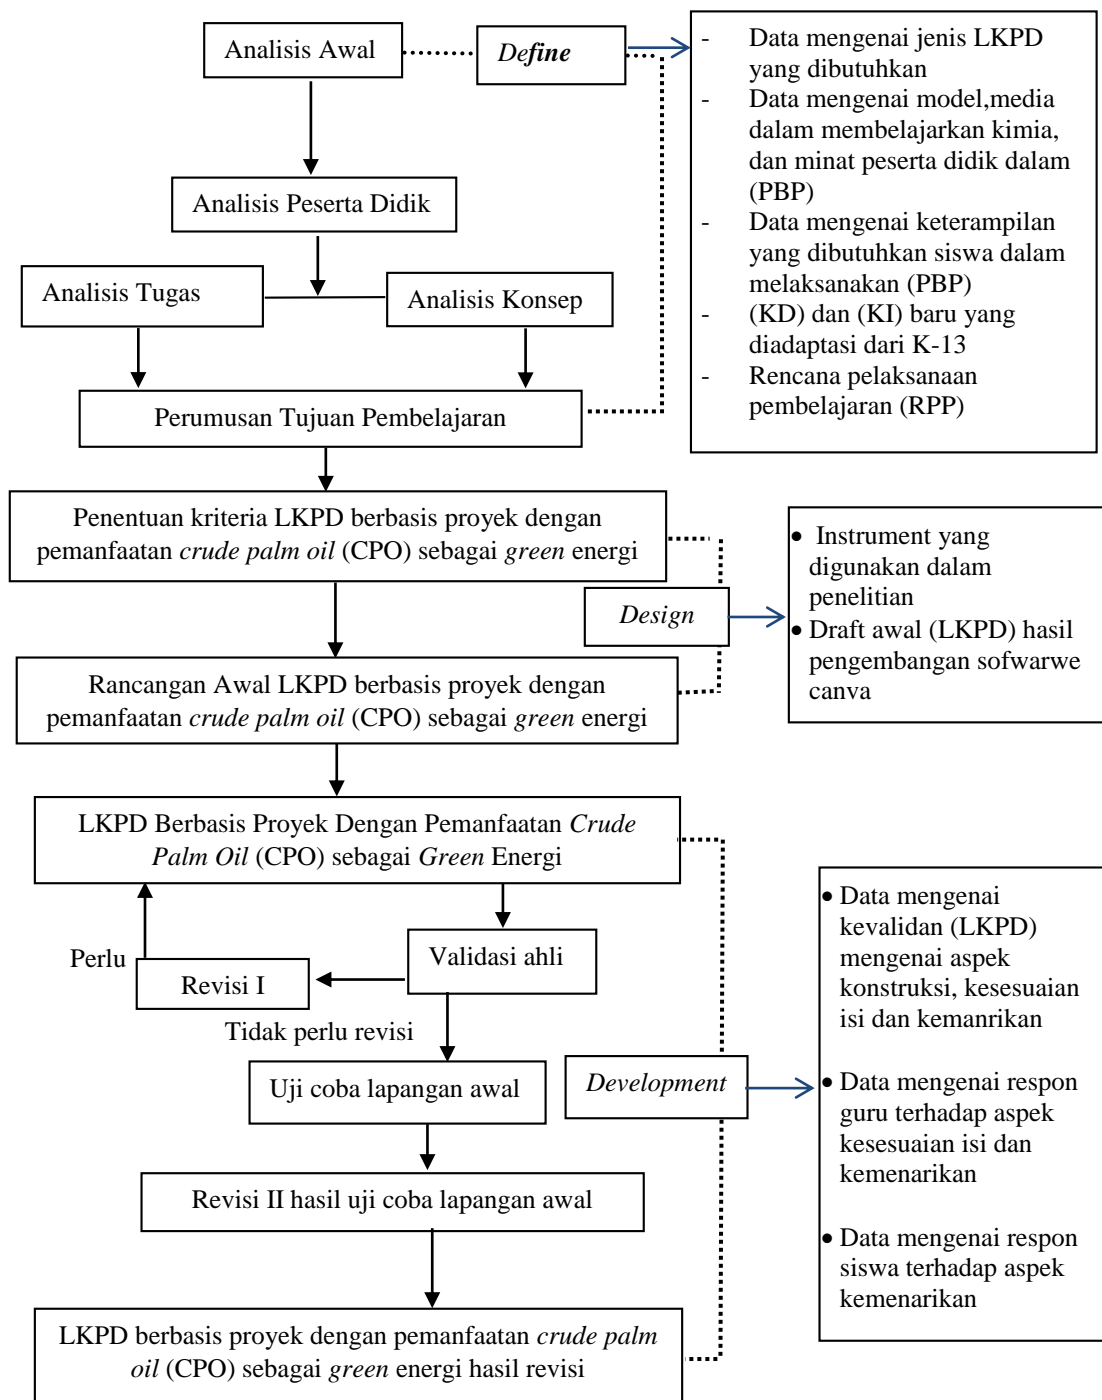 Analisis Awal
Define
- Data mengenai jenis LKPD
yang dibutuhkan
- Data mengenai model,media
dalam membelajarkan kimia,
dan minat peserta didik dalam
(PBP)
- Data mengenai keterampilan
yang dibutuhkan siswa dalam
melaksanakan (PBP)
- (KD) dan (KI) baru yang
diadaptasi dari K-13
- Rencana pelaksanaan
pembelajaran (RPP)
Analisis Peserta Didik
Analisis Tugas
Analisis Konsep
Perumusan Tujuan Pembelajaran
Penentuan kriteria LKPD berbasis proyek dengan
pemanfaatan crude palm oil (CPO) sebagai green energi
Design
• Instrument yang
digunakan dalam
penelitian
• Draft awal (LKPD) hasil
pengembangan sofwarwe
canva
Rancangan Awal LKPD berbasis proyek dengan
pemanfaatan crude palm oil (CPO) sebagai green energi
LKPD Berbasis Proyek Dengan Pemanfaatan Crude
Palm Oil (CPO) sebagai Green Energi
Perlu
Validasi ahli
Revisi I
Tidak perlu revisi
Uji coba lapangan awal
Development
• Data mengenai
kevalidan (LKPD)
mengenai aspek
konstruksi, kesesuaian
isi dan kemanrikan
• Data mengenai respon
guru terhadap aspek
kesesuaian isi dan
kemenarikan
• Data mengenai respon
siswa terhadap aspek
kemenarikan
Revisi II hasil uji coba lapangan awal
LKPD berbasis proyek dengan pemanfaatan crude palm
oil (CPO) sebagai green energi hasil revisi